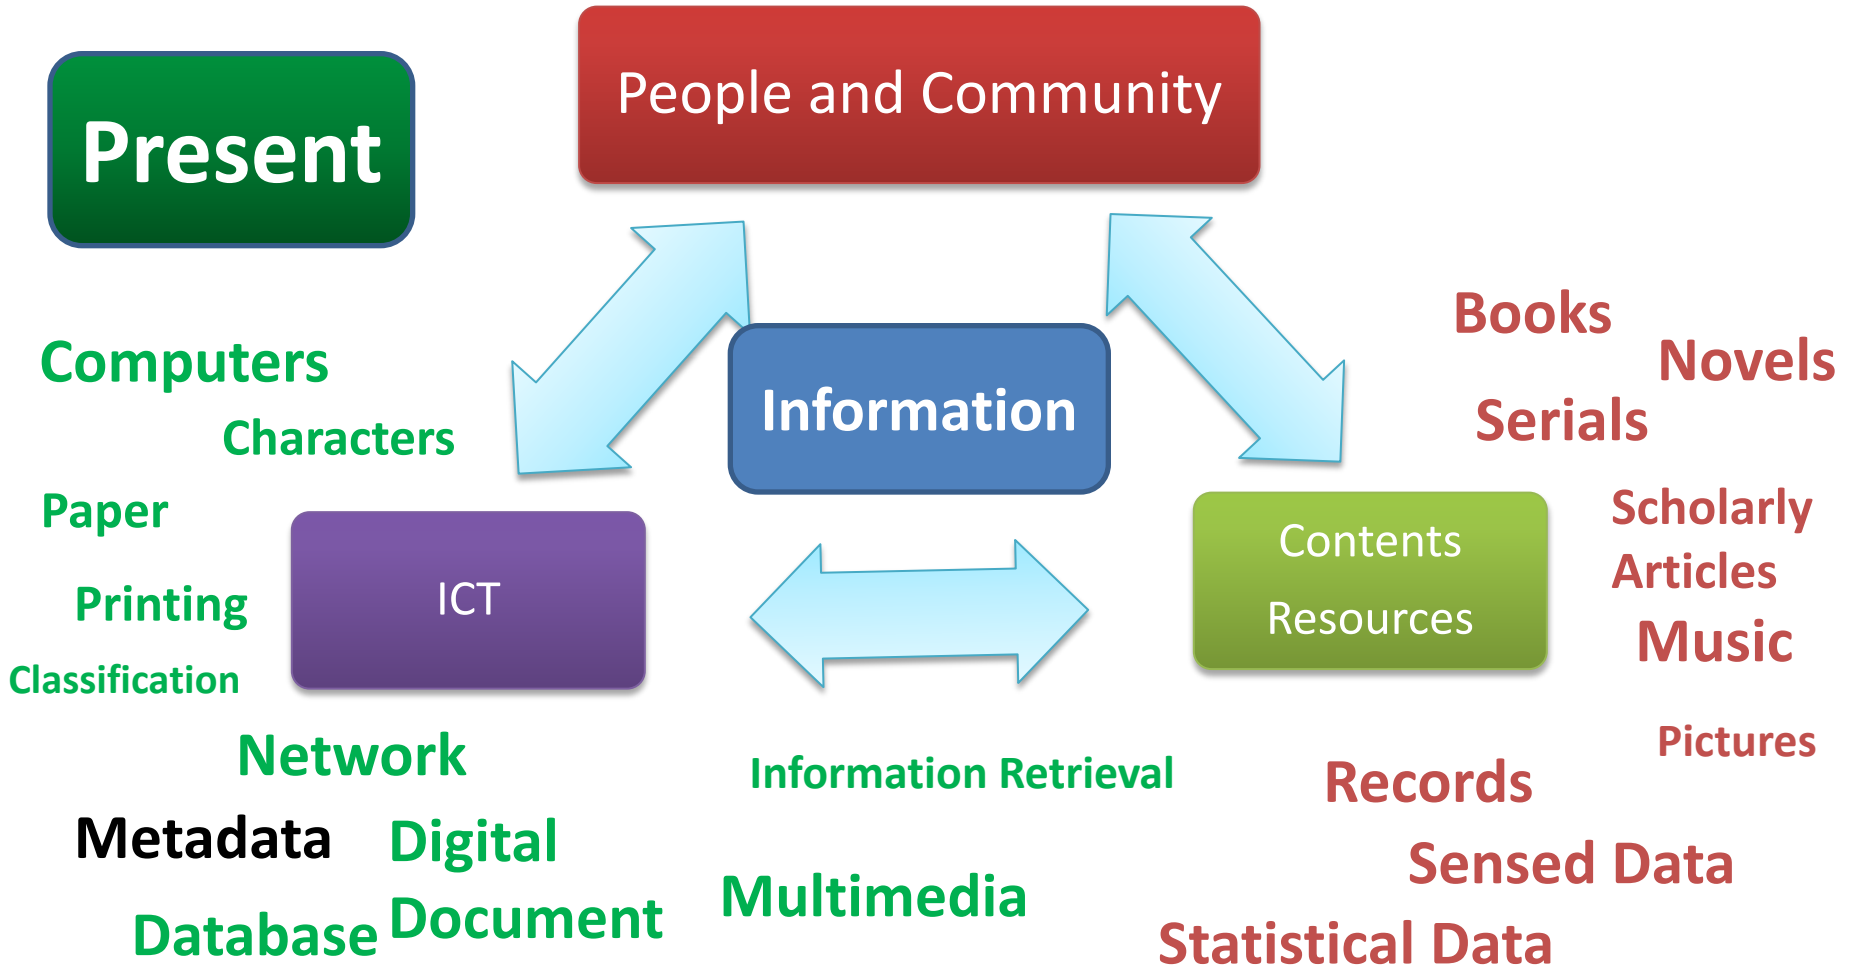 People and Community
Present
Information
Computers
Characters
Paper
Printing
Classification
ICT
Contents
Resources
Books
Novels
Serials
Scholarly
Articles
Music
Pictures
Network
Information Retrieval
Records
Metadata
Digital
Document
Database
Multimedia
Sensed Data
Statistical Data